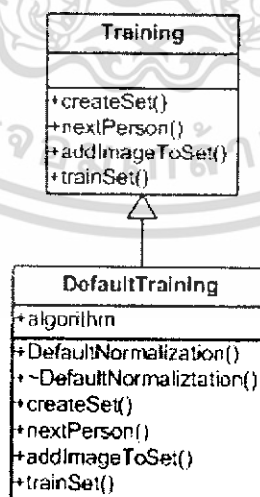 Training
+createSet()
+nextPerson()
+addImageToSet()
+trainSet()
DefaultTraining
+algorithm
+DefaultNormalization()
+~DefaultNormaliztation()
+createSet()
+nextPerson()
+addImageToSet()
+trainSet()